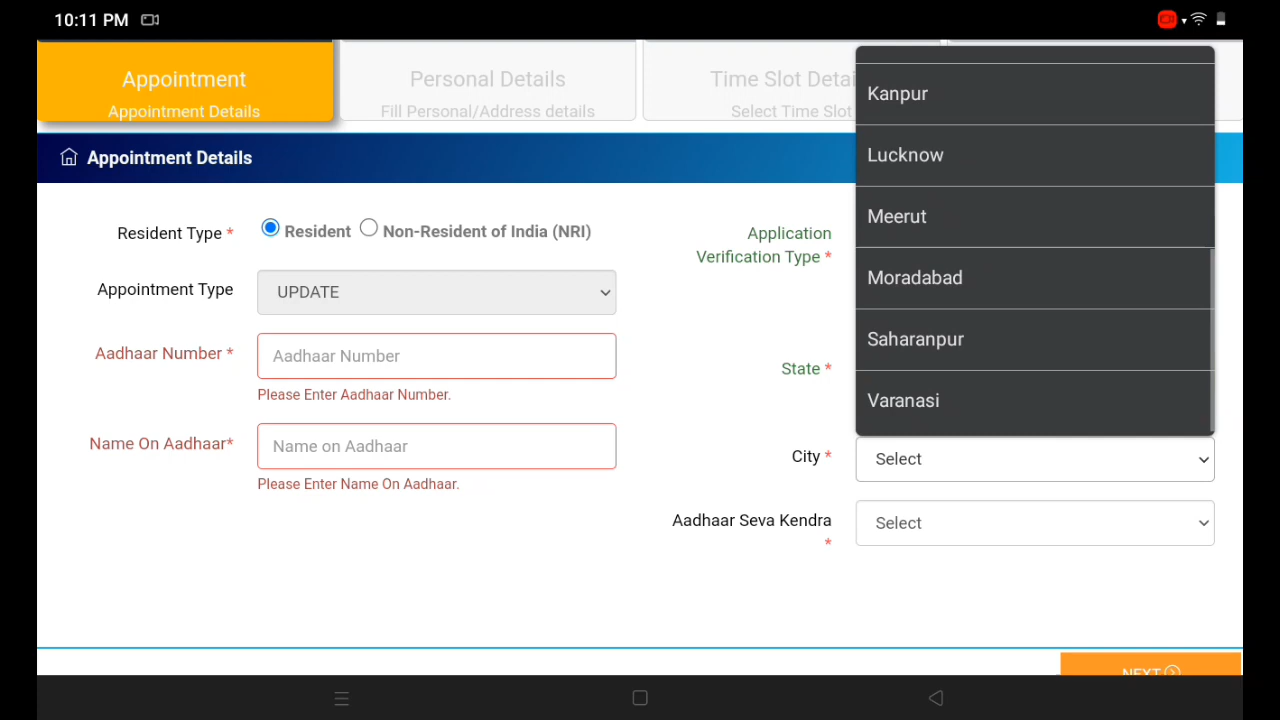 10:11 PM
Appointment
Appointment Details
Personal Details
Fill Personal/Address details
Time Slot Detai
Select Time Slot
Appointment Details
Resident Type *
Resident
Non-Resident of India (NRI)
Appointment Type
UPDATE
Aadhaar Number *
Aadhaar Number
Please Enter Aadhaar Number.
Name On Aadhaar*
Name on Aadhaar
Please Enter Name On Aadhaar.
Application
Verification Type *
State *
Kanpur
Lucknow
Meerut
Moradabad
Saharanpur
Varanasi
City *
Select
Aadhaar Seva Kendra
*
Select
NEXT